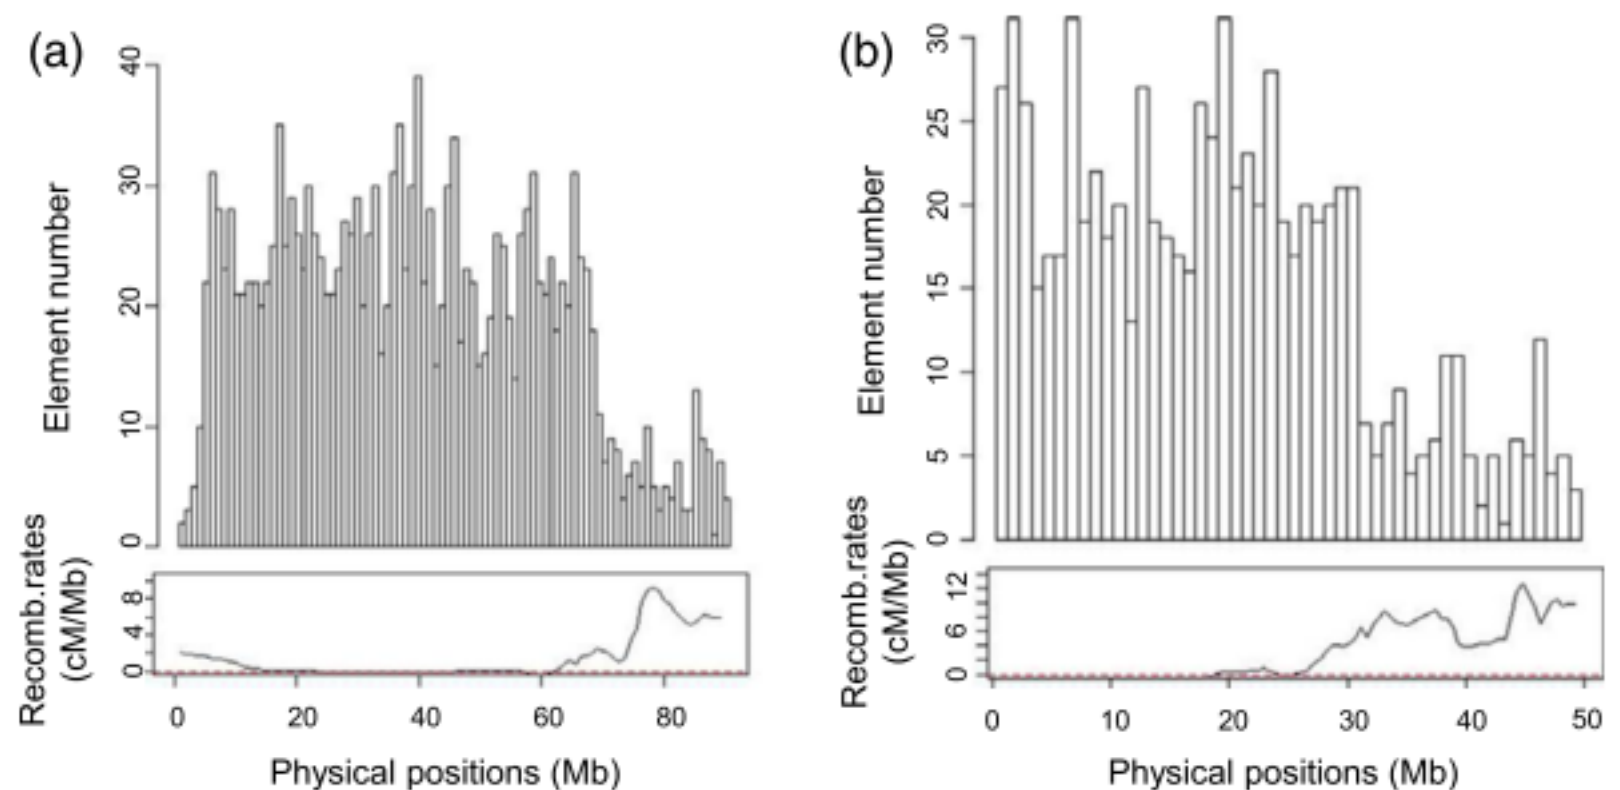 (a)
Element number
40
30
20
10
0
Recomb.rates
(cM/Mb)
8
4
0
0 20 40 60 80
Physical positions (Mb)
(b)
Element number
30
25
20
15
10
5
0
Recomb.rates
(cM/Mb)
12
6
0
0 10 20 30 40 50
Physical positions (Mb)